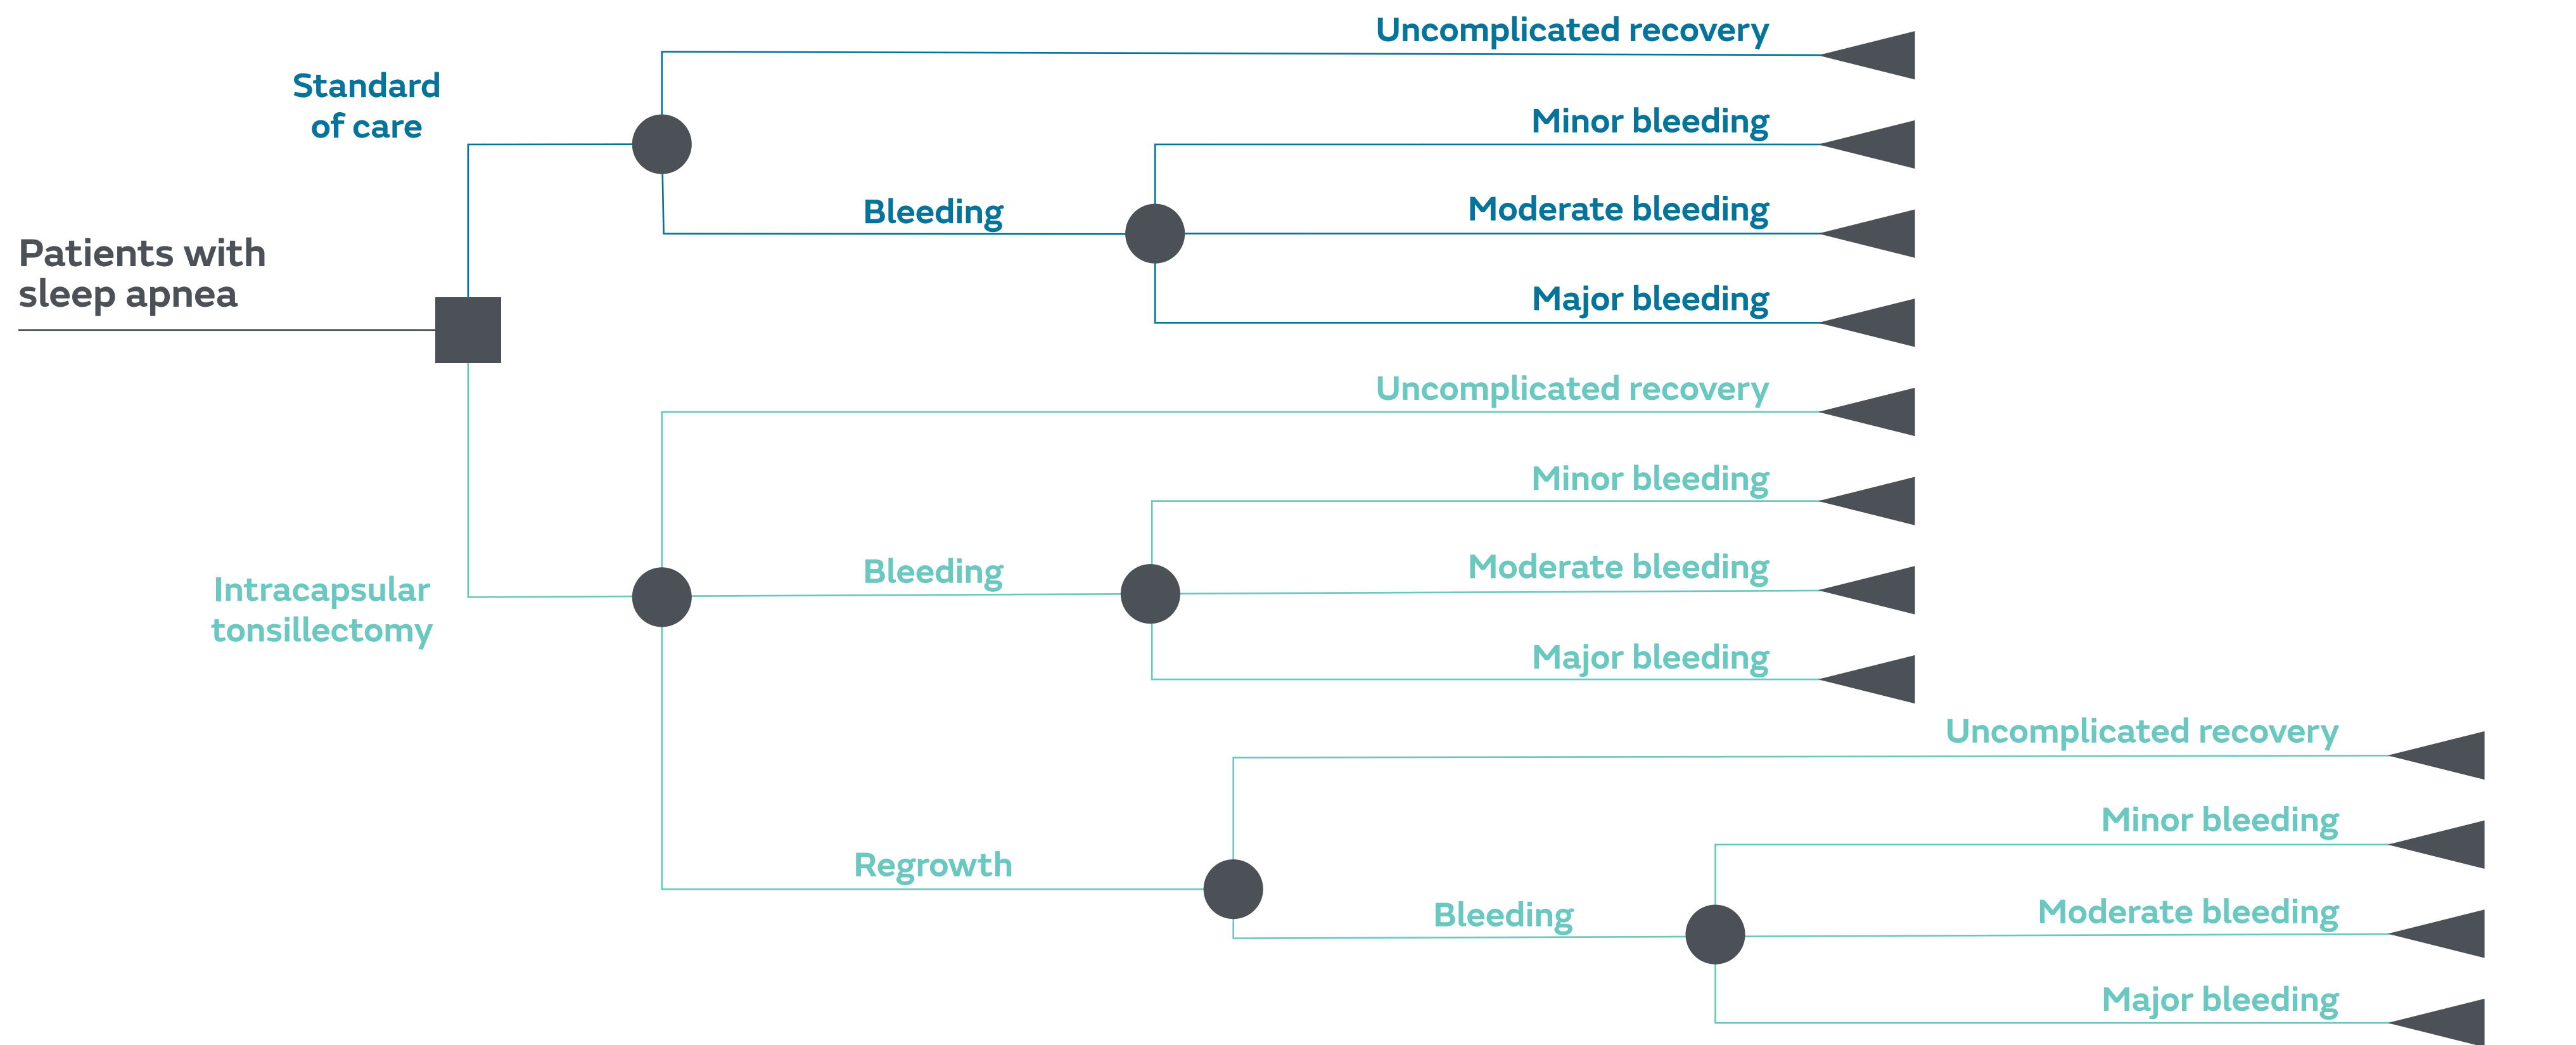 Uncomplicated recovery
Standard
of care
Minor bleeding
Bleeding
Moderate bleeding
Patients with
sleep apnea
Major bleeding
Uncomplicated recovery
Minor bleeding
Intracapsular
tonsillectomy
Bleeding
Moderate bleeding
Major bleeding
Uncomplicated recovery
Regrowth
Minor bleeding
Bleeding
Moderate bleeding
Major bleeding